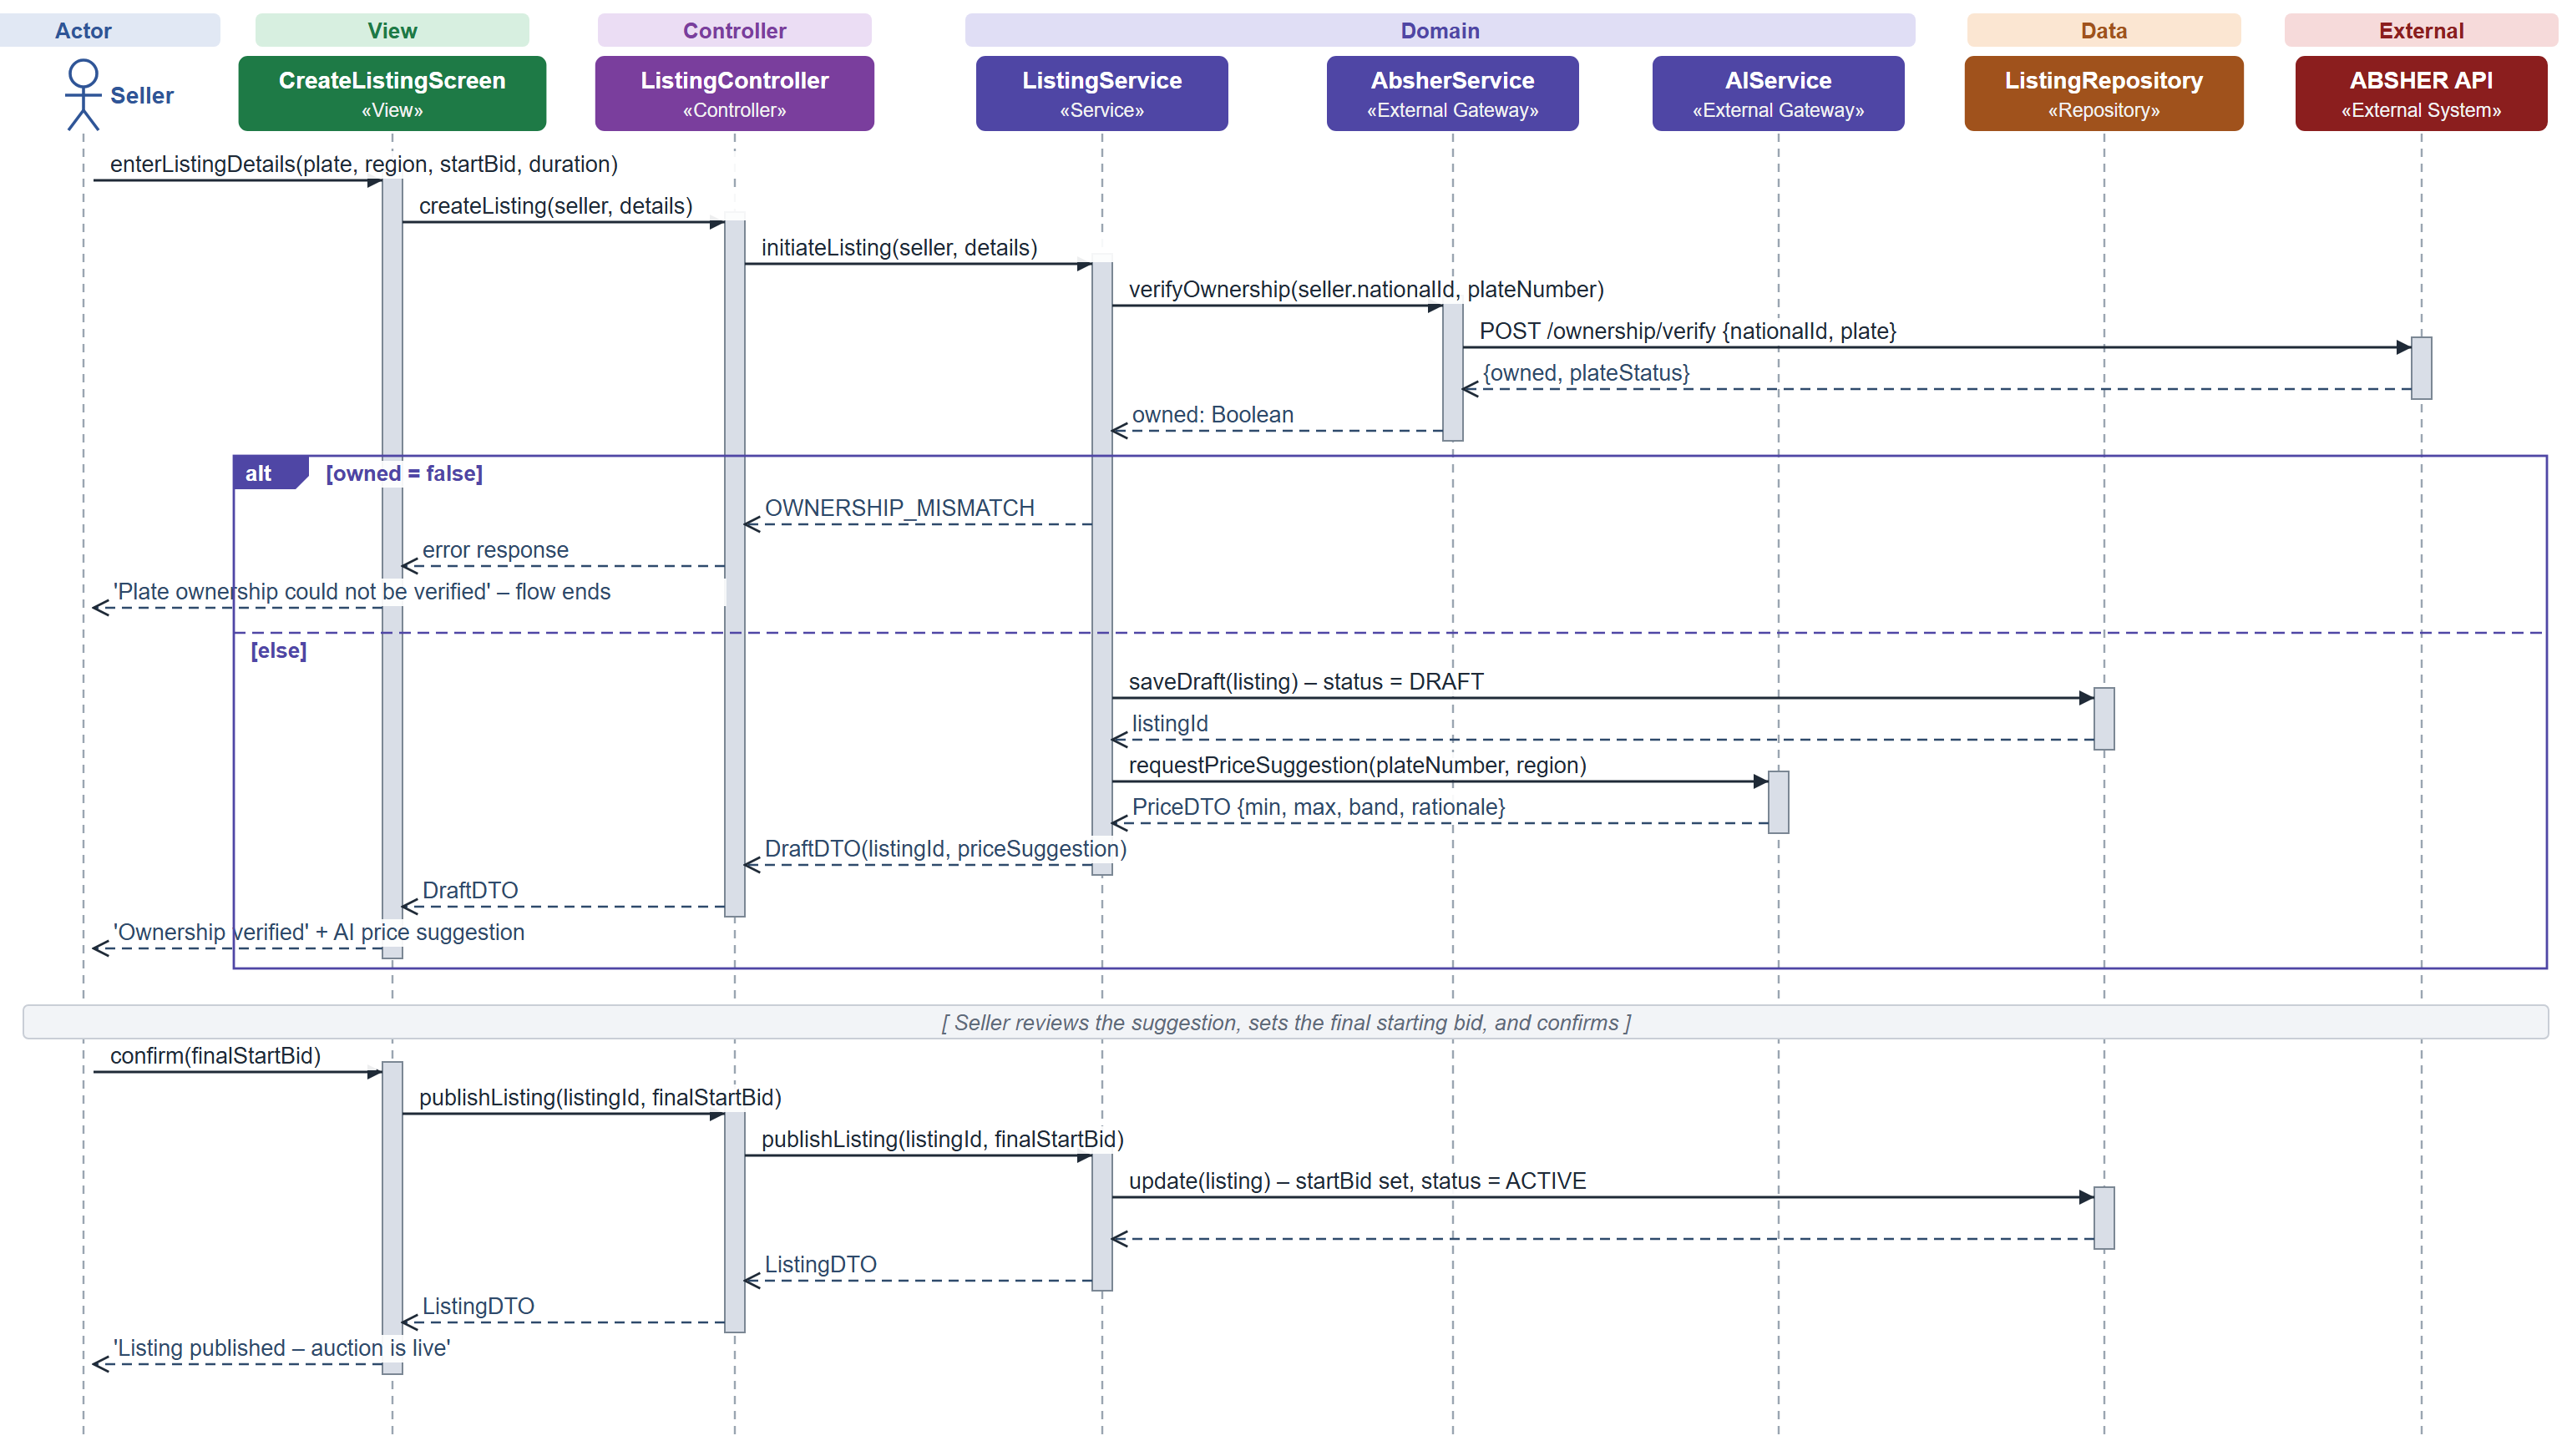 Actor
View
Controller
Domain
Data
External
Seller
CreateListingScreen
«View»
ListingController
«Controller»
ListingService
«Service»
AbsherService
«External Gateway»
AIService
«External Gateway»
ListingRepository
«Repository»
ABSHER API
«External System»
enterListingDetails(plate, region, startBid, duration)
createListing(seller, details)
initiateListing(seller, details)
verifyOwnership(seller.nationalId, plateNumber)
POST /ownership/verify {nationalId, plate}
{owned, plateStatus}
owned: Boolean
alt [owned = false]
OWNERSHIP_MISMATCH
error response
'Plate ownership could not be verified' – flow ends
[else]
saveDraft(listing) – status = DRAFT
listingId
requestPriceSuggestion(plateNumber, region)
PriceDTO {min, max, band, rationale}
DraftDTO(listingId, priceSuggestion)
DraftDTO
'Ownership verified' + AI price suggestion
[ Seller reviews the suggestion, sets the final starting bid, and confirms ]
confirm(finalStartBid)
publishListing(listingId, finalStartBid)
publishListing(listingId, finalStartBid)
update(listing) – startBid set, status = ACTIVE
ListingDTO
ListingDTO
'Listing published – auction is live'